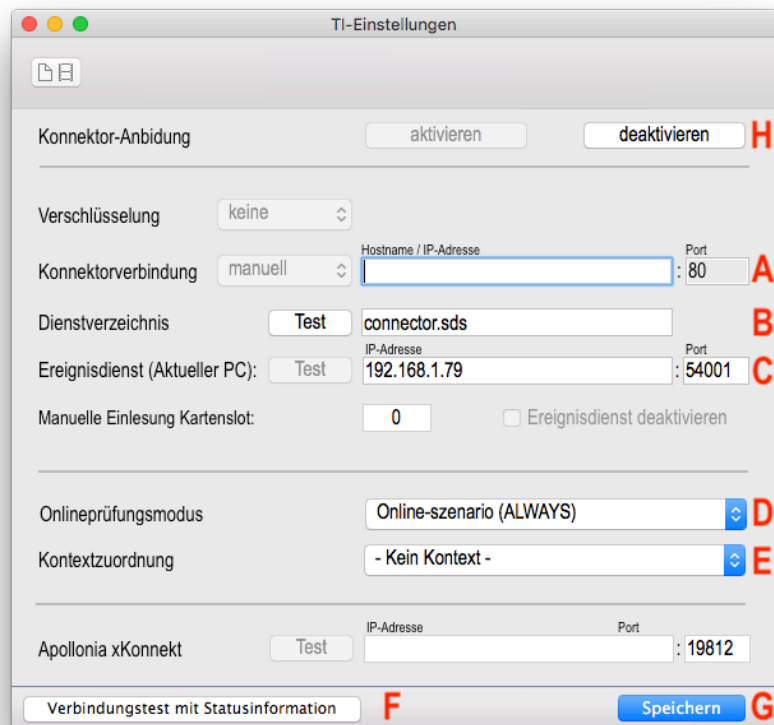 TI-Einstellungen
Konnektor-Anbidung aktivieren deaktivieren H
Verschlüsselung keine
Hostname / IP-Adresse Port
Konnektorverbindung manuell : 80 A
Dienstverzeichnis Test connector.sds B
IP-Adresse Port
Ereignisdienst (Aktueller PC): Test 192.168.1.79 : 54001 C
Manuelle Einlesung Kartenslot: 0 Ereignisdienst deaktivieren
Onlineprüfungsmodus Online-szenario (ALWAYS) D
Kontextzuordnung - Kein Kontext - E
IP-Adresse Port
Apollonia xKonnekt Test : 19812
Verbindungstest mit Statusinformation F Speichern G